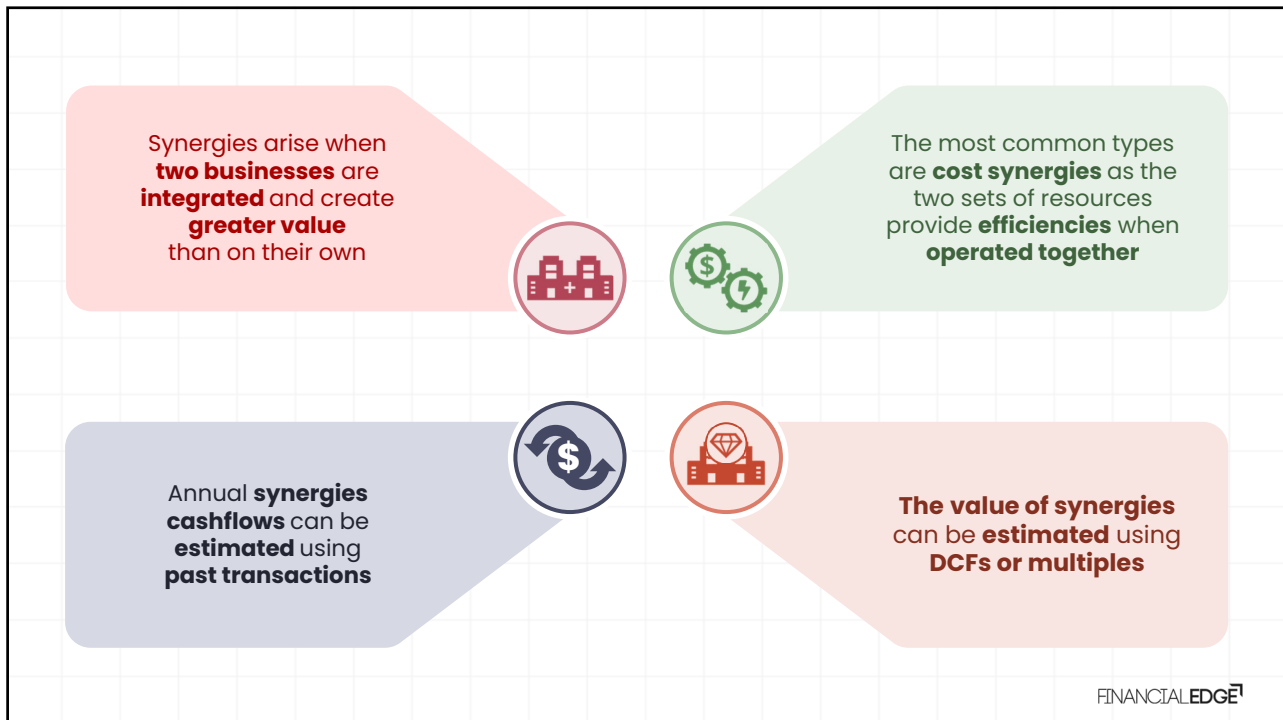 Synergies arise when
two businesses are
integrated and create
greater value
than on their own
The most common types
are cost synergies as the
two sets of resources
provide efficiencies when
operated together
Annual synergies
cashflows can be
estimated using
past transactions
The value of synergies
can be estimated using
DCFs or multiples
FINANCIALEDGE